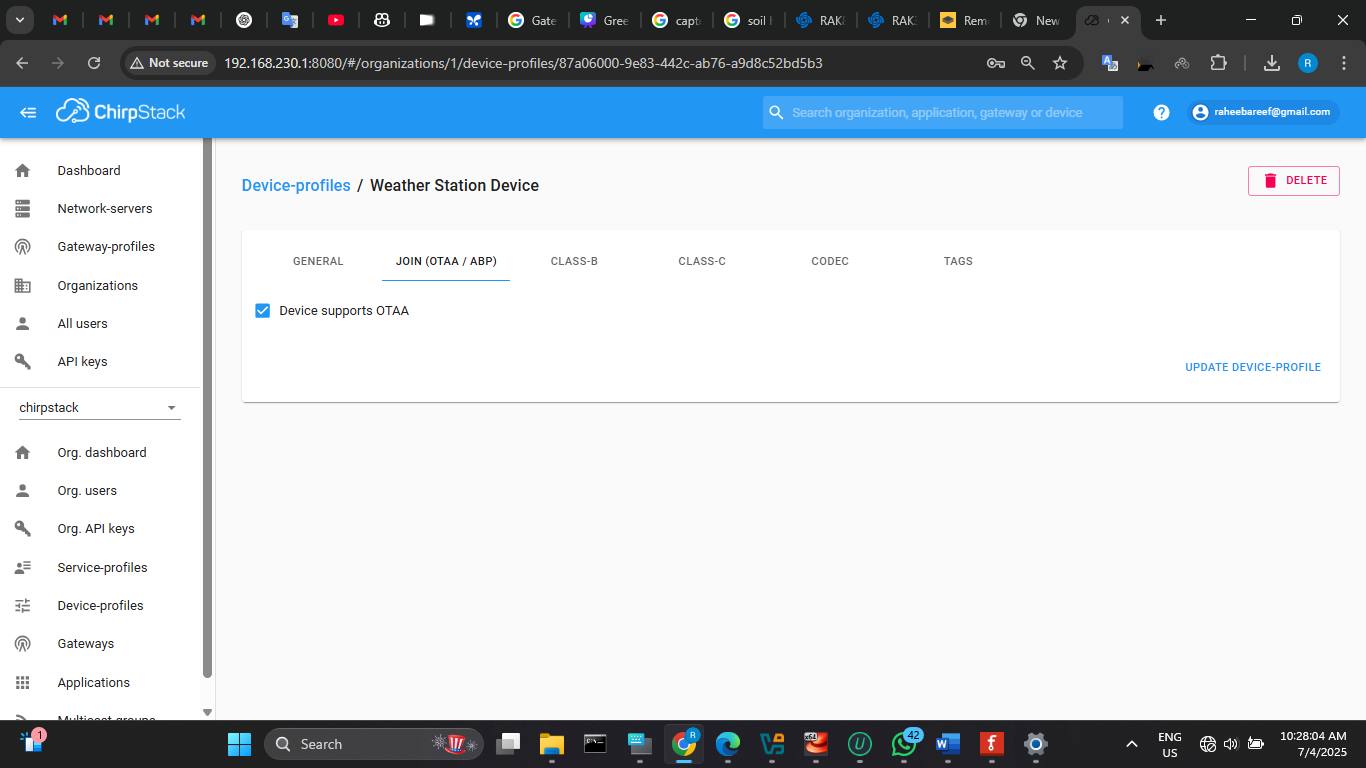 Gate
Gree
capt
soil
RAK
RAK
Rem
New
Not secure
192.168.230.1:8080/#/organizations/1/device-profiles/87a06000-9e83-442c-ab76-a9d8c52bd5b3
R
ChirpStack
Search organization, application, gateway or device
raheebareef@gmail.com
Dashboard
Network-servers
Gateway-profiles
Organizations
All users
API keys
chirpstack
Org. dashboard
Org. users
Org. API keys
Service-profiles
Device-profiles
Gateways
Applications
Multicast-groups
Device-profiles / Weather Station Device
DELETE
GENERAL
JOIN (OTAA / ABP)
CLASS-B
CLASS-C
CODEC
TAGS
Device supports OTAA
UPDATE DEVICE-PROFILE
1
Search
R
42
ENG
US
10:28:04 AM
7/4/2025